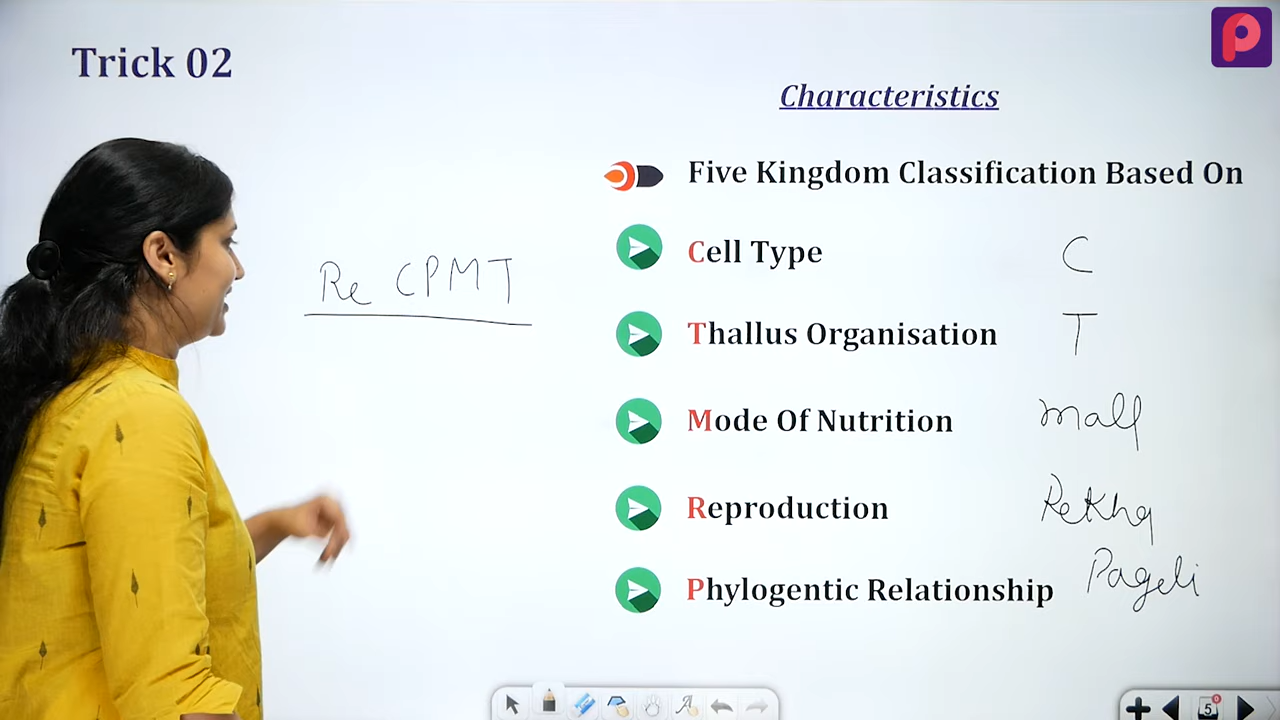 Trick 02
Characteristics
Five Kingdom Classification Based On
Cell Type C
Re CPMT
Thallus Organisation T
Mode Of Nutrition mall
Reproduction Rekha
Phylogentic Relationship Pageli
5